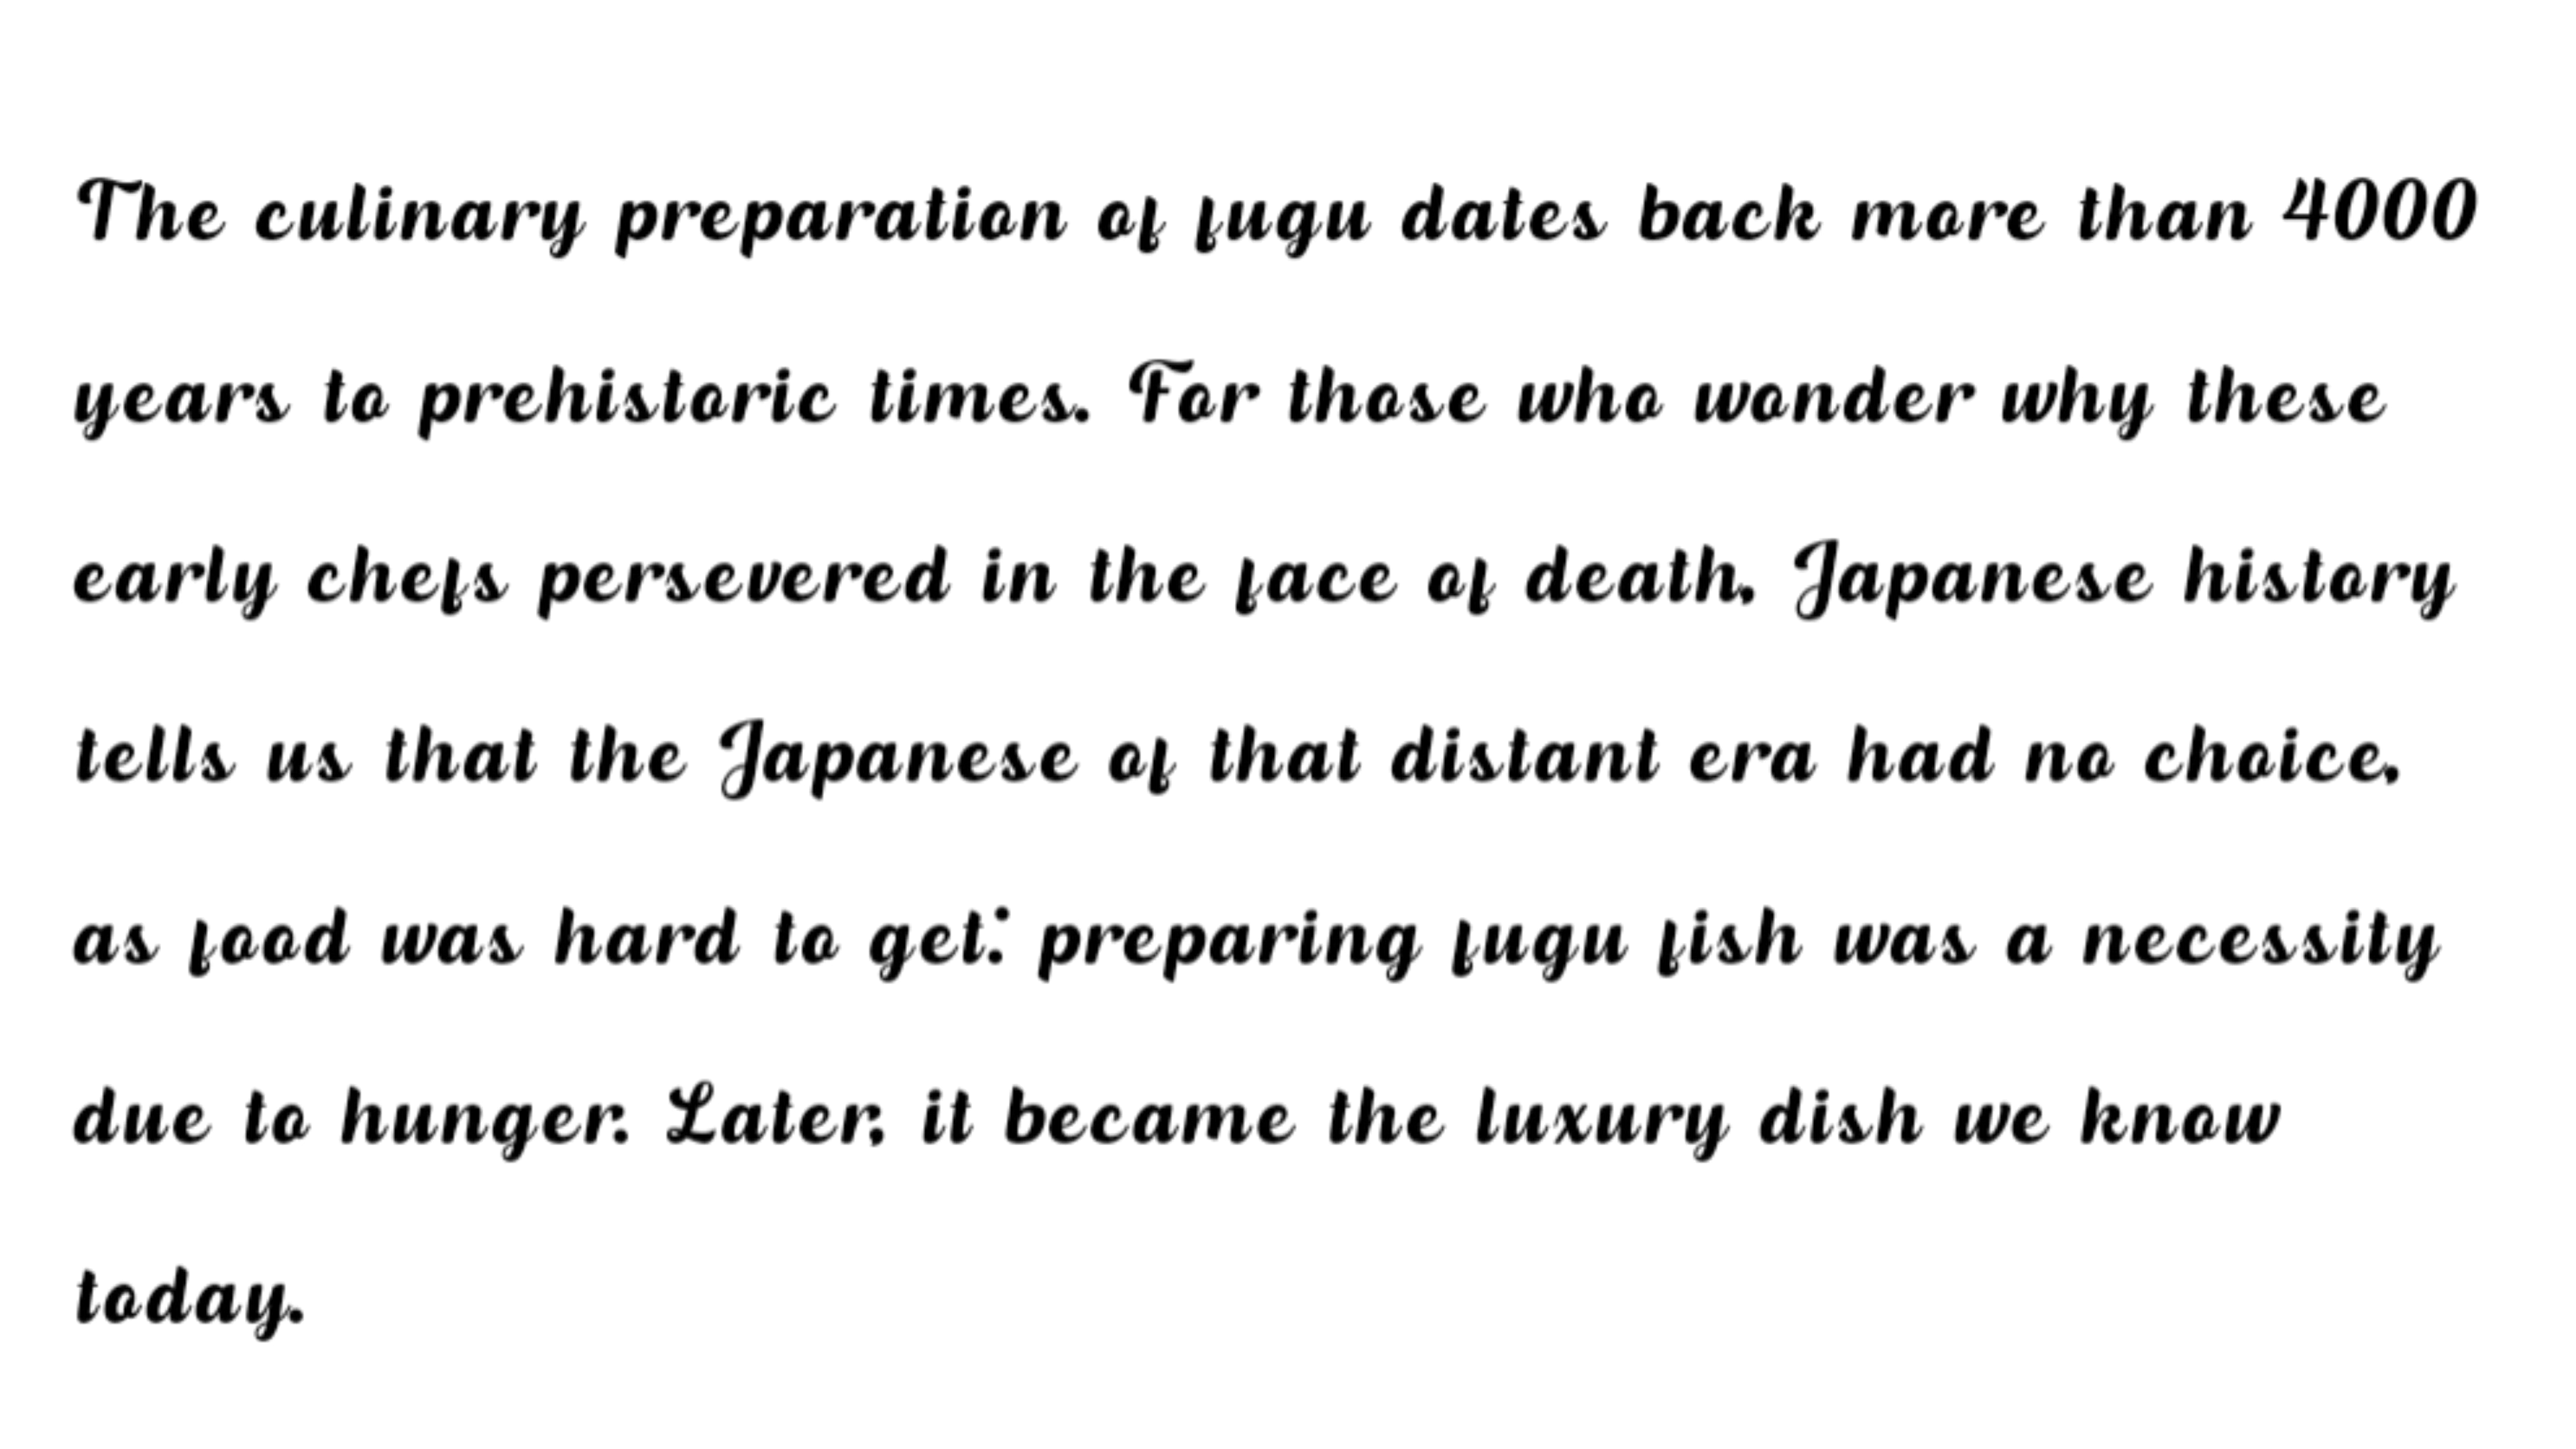 The culinary preparation of fugu dates back more than 4000
years to prehistoric times. For those who wonder why these
early chefs persevered in the face of death, Japanese history
tells us that the Japanese of that distant era had no choice,
as food was hard to get: preparing fugu fish was a necessity
due to hunger. Later, it became the luxury dish we know
today.